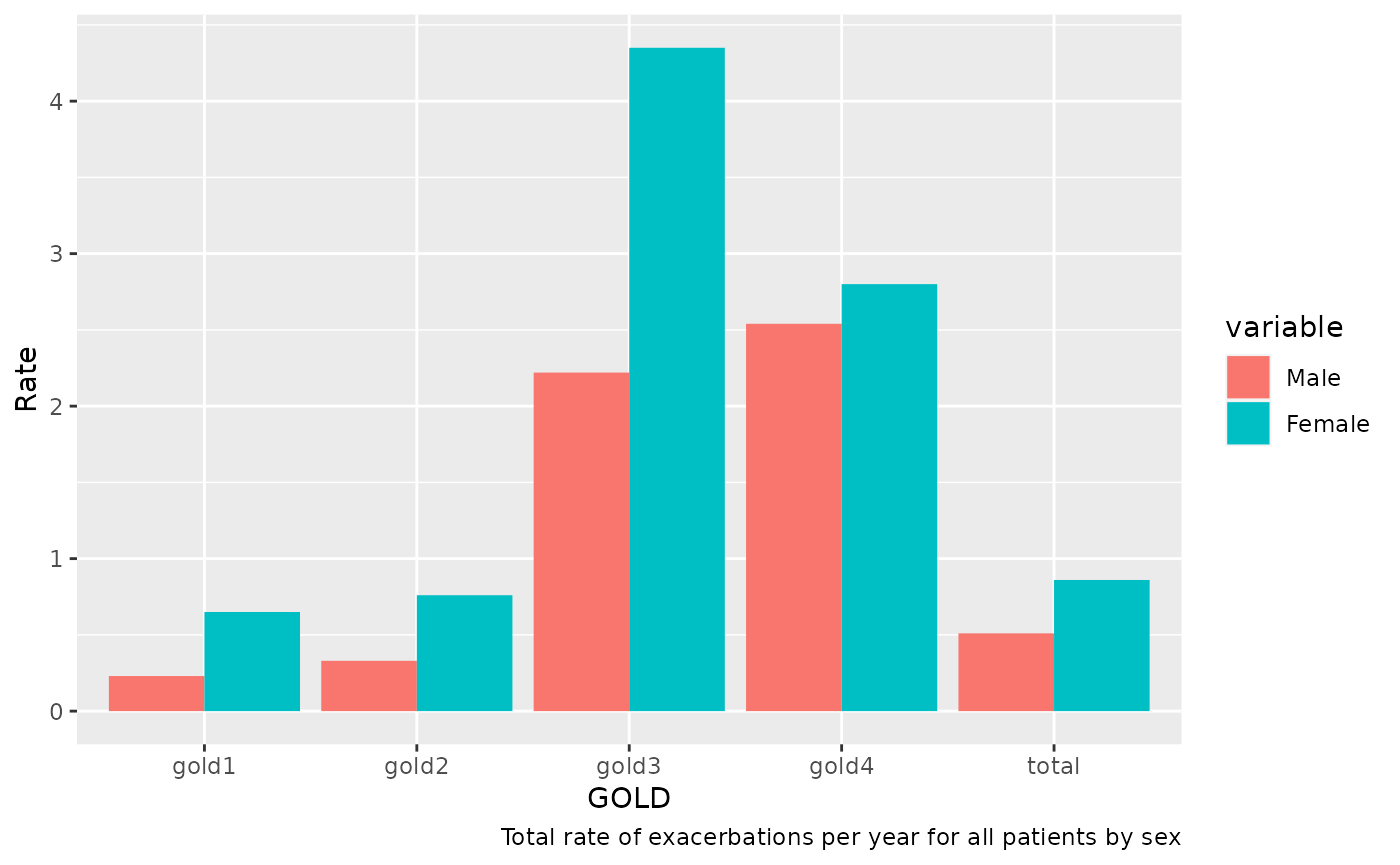 4
3
2
1
0
Rate
gold1 gold2 gold3 gold4 total
GOLD
Total rate of exacerbations per year for all patients by sex
variable
Male
Female